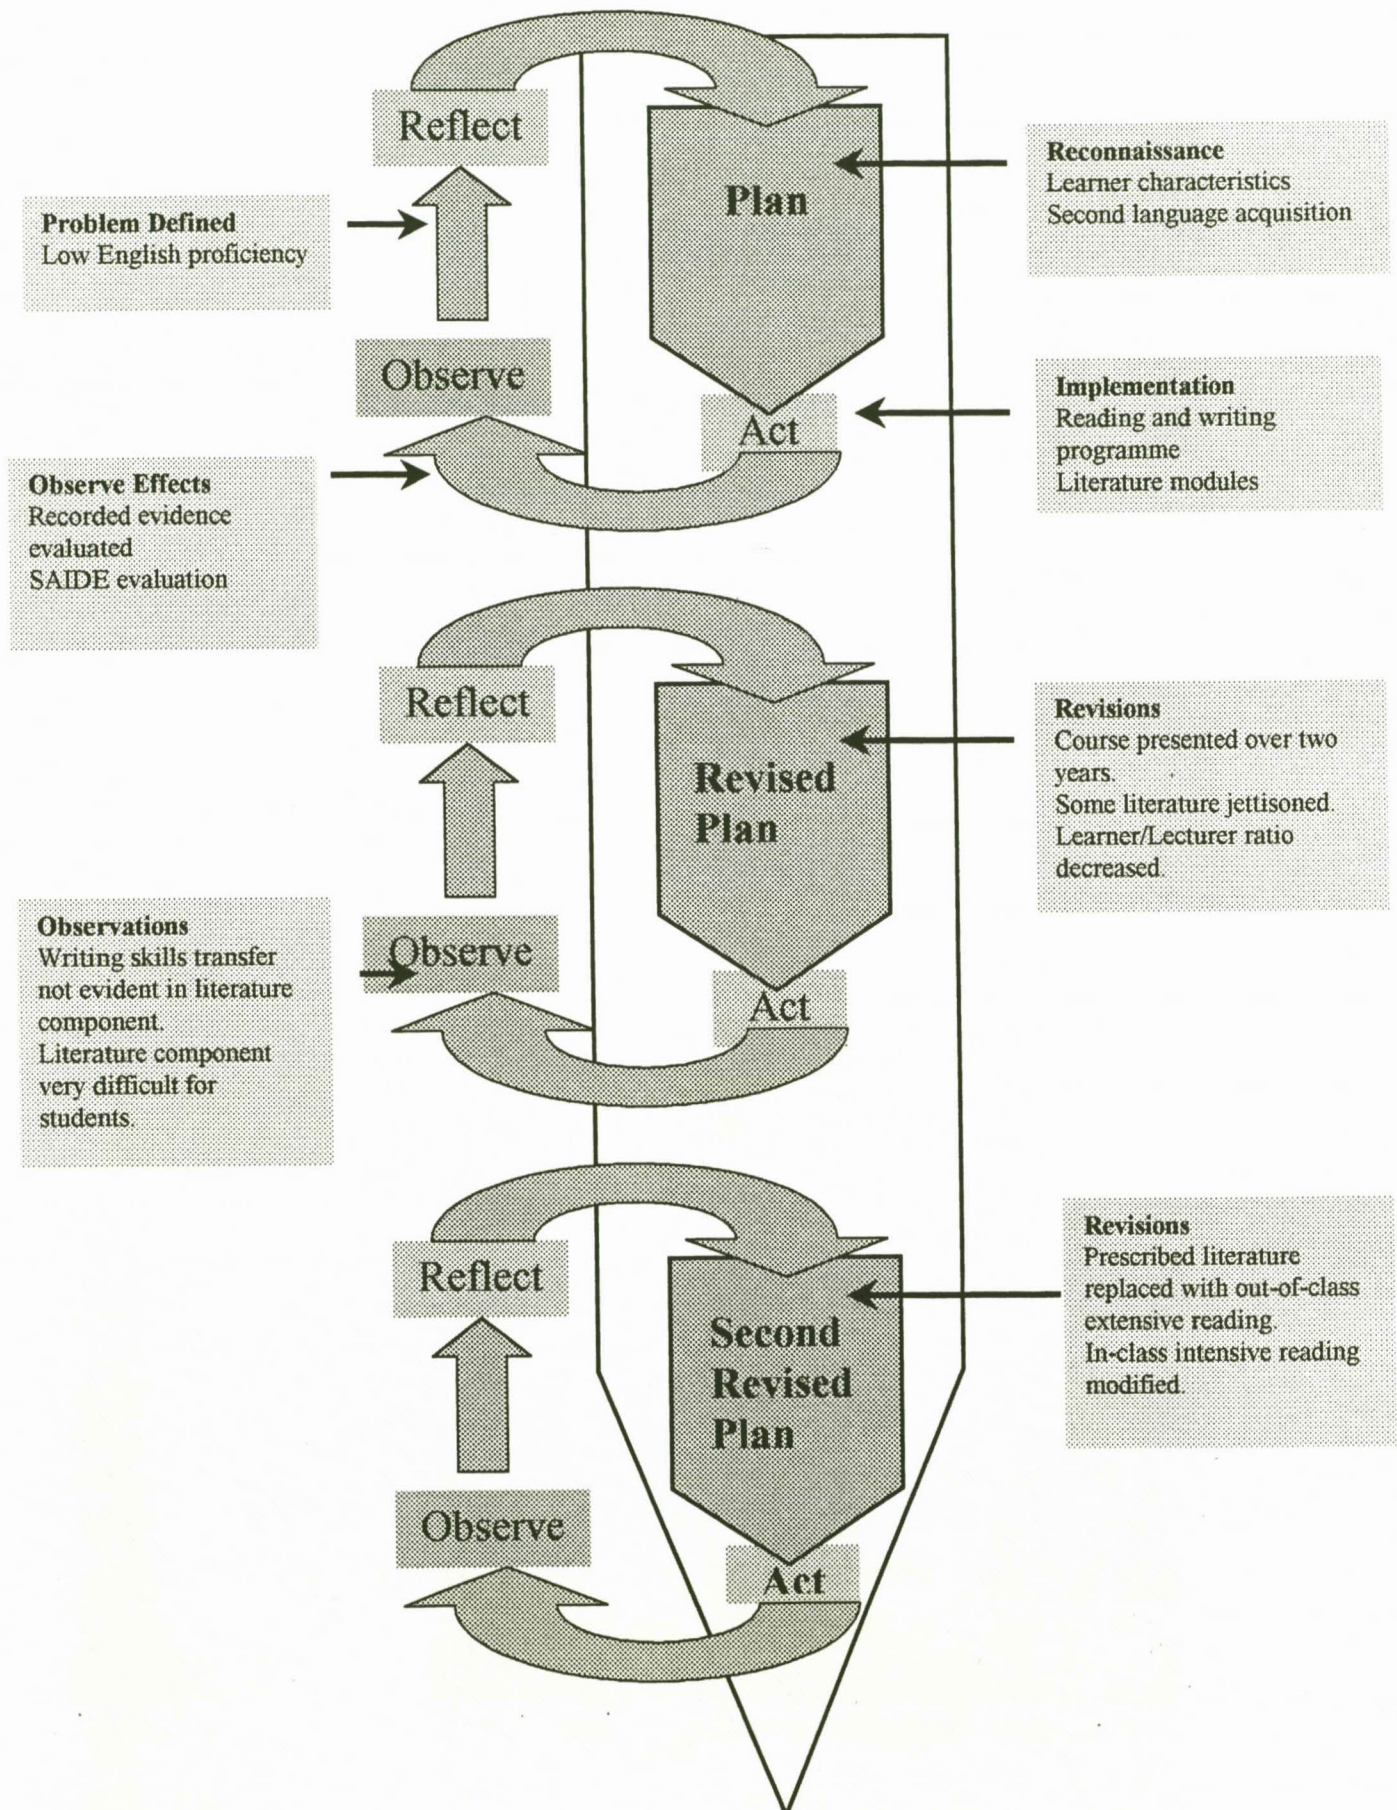 Reflect
Plan
Reconnaissance
Learner characteristics
Second language acquisition
Problem Defined
Low English proficiency
Observe
Act
Implementation
Reading and writing
programme
Literature modules
Observe Effects
Recorded evidence
evaluated
SAIDE evaluation
Reflect
Revised
Plan
Revisions
Course presented over two
years.
Some literature jettisoned.
Learner/Lecturer ratio
decreased.
Observations
Writing skills transfer
not evident in literature
component.
Literature component
very difficult for
students.
Observe
Act
Reflect
Second
Revised
Plan
Revisions
Prescribed literature
replaced with out-of-class
extensive reading.
In-class intensive reading
modified.
Observe
Act